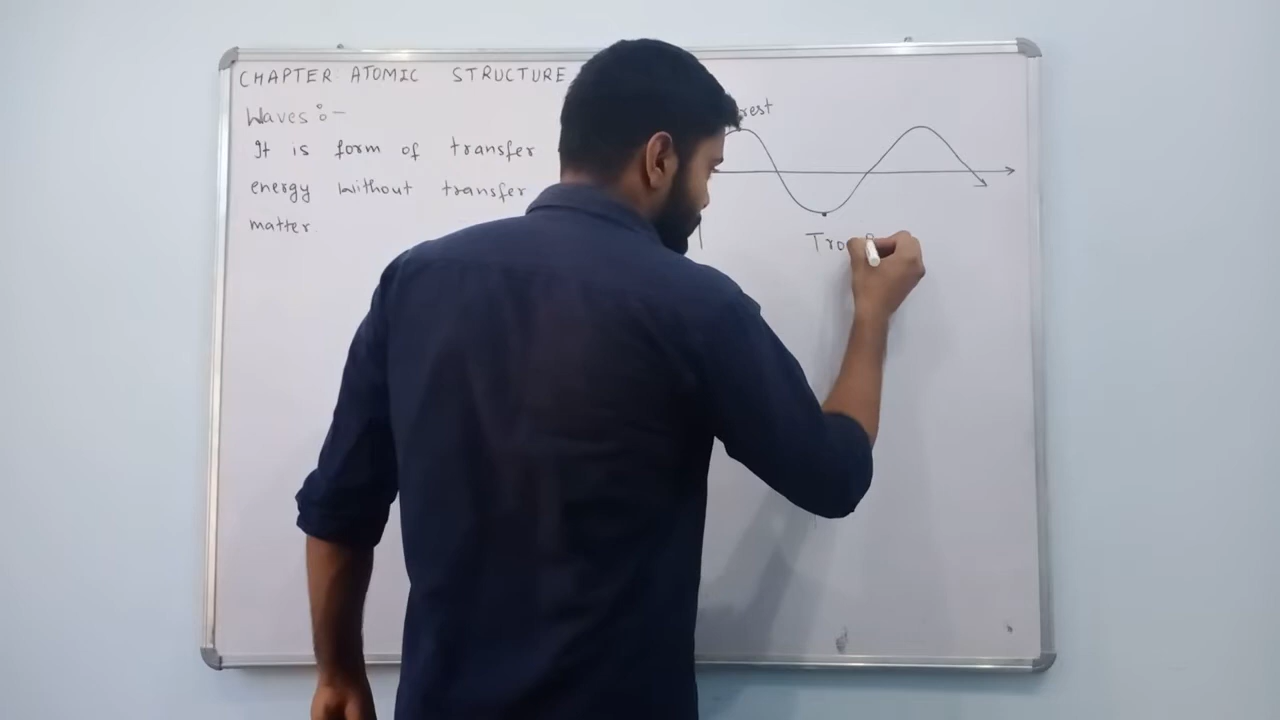 CHAPTER: ATOMIC STRUCTURE
Waves :-
It is form of transfer
energy without transfer
matter.
rest
Tro